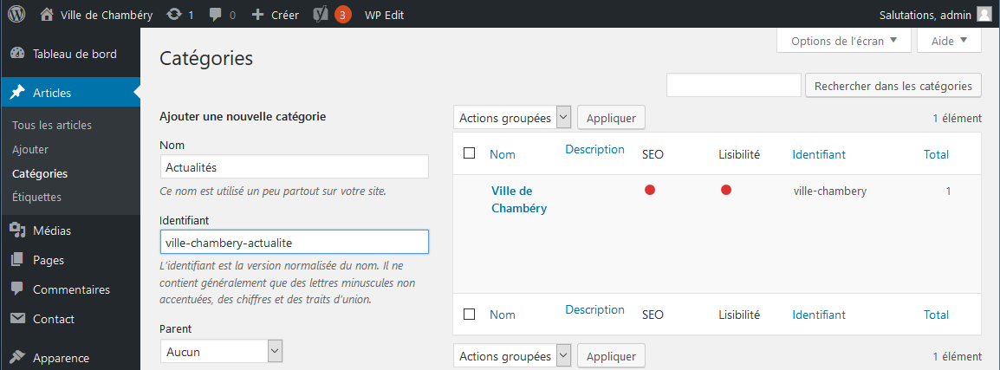 Ville de Chambéry 1 0 Créer 3 WP Edit Salutations, admin
Options de l'écran Aide
Tableau de bord
Articles
Tous les articles
Ajouter
Catégories
Étiquettes
Médias
Pages
Commentaires
Contact
Apparence
Catégories
Rechercher dans les catégories
Ajouter une nouvelle catégorie
Nom
Actualités
Ce nom est utilisé un peu partout sur votre site.
Identifiant
ville-chambery-actualite
L'identifiant est la version normalisée du nom. Il ne
contient généralement que des lettres minuscules non
accentuées, des chiffres et des traits d'union.
Parent
Aucun
Actions groupées Appliquer 1 élément
Nom Description SEO Lisibilité Identifiant Total
Ville de
Chambéry
ville-chambery 1
Nom Description SEO Lisibilité Identifiant Total
Actions groupées Appliquer 1 élément